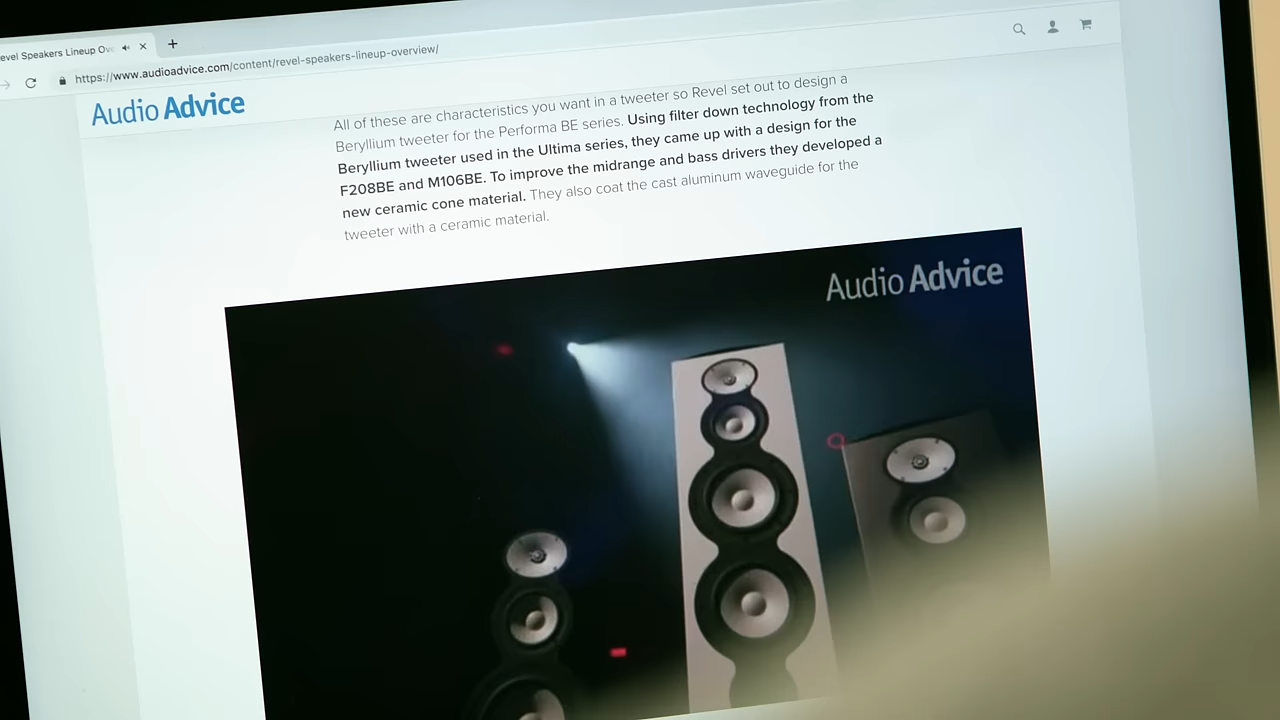 evel Speakers Lineup Ov
https://www.audioadvice.com/content/revel-speakers-lineup-overview/
Audio Advice
All of these are characteristics you want in a tweeter so Revel set out to design a
Beryllium tweeter for the Performa BE series. Using filter down technology from the
Beryllium tweeter used in the Ultima series, they came up with a design for the
F208BE and M106BE. To improve the midrange and bass drivers they developed a
new ceramic cone material. They also coat the cast aluminum waveguide for the
tweeter with a ceramic material.
Audio Advice